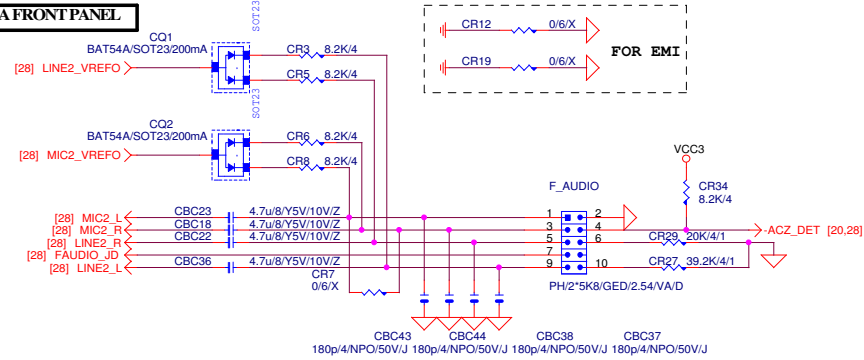 A FRONT PANEL
SOT23
CQ1
BAT54A/SOT23/200mA
[28] LINE2_VREFO
CR3 8.2K/4
CR5 8.2K/4
SOT23
CQ2
BAT54A/SOT23/200mA
[28] MIC2_VREFO
CR6 8.2K/4
CR8 8.2K/4
CR12 0/6/X
CR19 0/6/X
FOR EMI
VCC3
CR34
8.2K/4
F_AUDIO
[28] MIC2_L CBC23 4.7u/8/Y5V/10V/Z
[28] MIC2_R CBC18 4.7u/8/Y5V/10V/Z
[28] LINE2_R CBC22 4.7u/8/Y5V/10V/Z
[28] FAUDIO_JD
[28] LINE2_L CBC36 4.7u/8/Y5V/10V/Z
CR7
0/6/X
1 2
3 4
5 6
7
9 10
-ACZ_DET [20,28]
CR29 20K/4/1
CR27 39.2K/4/1
PH/2*5K8/GED/2.54/VA/D
CBC43 CBC44 CBC38 CBC37
180p/4/NPO/50V/J 180p/4/NPO/50V/J 180p/4/NPO/50V/J 180p/4/NPO/50V/J